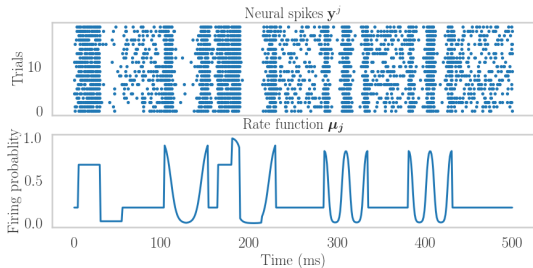 Neural spikes y^j
Trials
10
0
Rate function μ_j
Firing probablity
1.0
0.5
0.0
0
100
200
300
400
500
Time (ms)